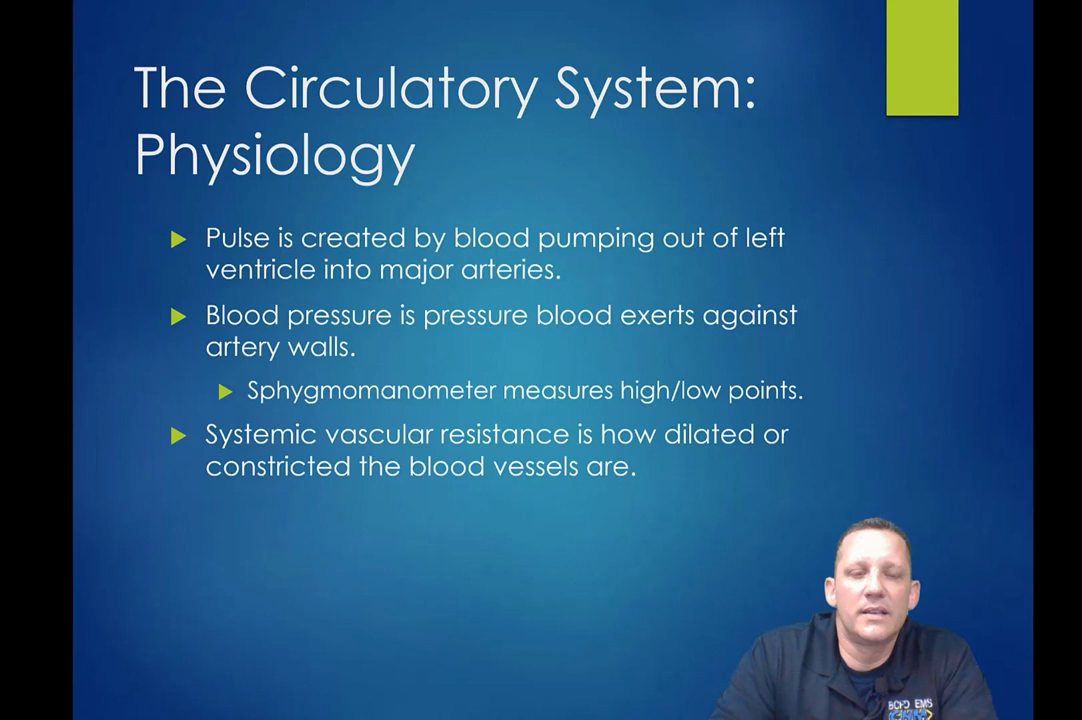 The Circulatory System:
Physiology
Pulse is created by blood pumping out of left
ventricle into major arteries.
Blood pressure is pressure blood exerts against
artery walls.
Sphygmomanometer measures high/low points.
Systemic vascular resistance is how dilated or
constricted the blood vessels are.
EMS